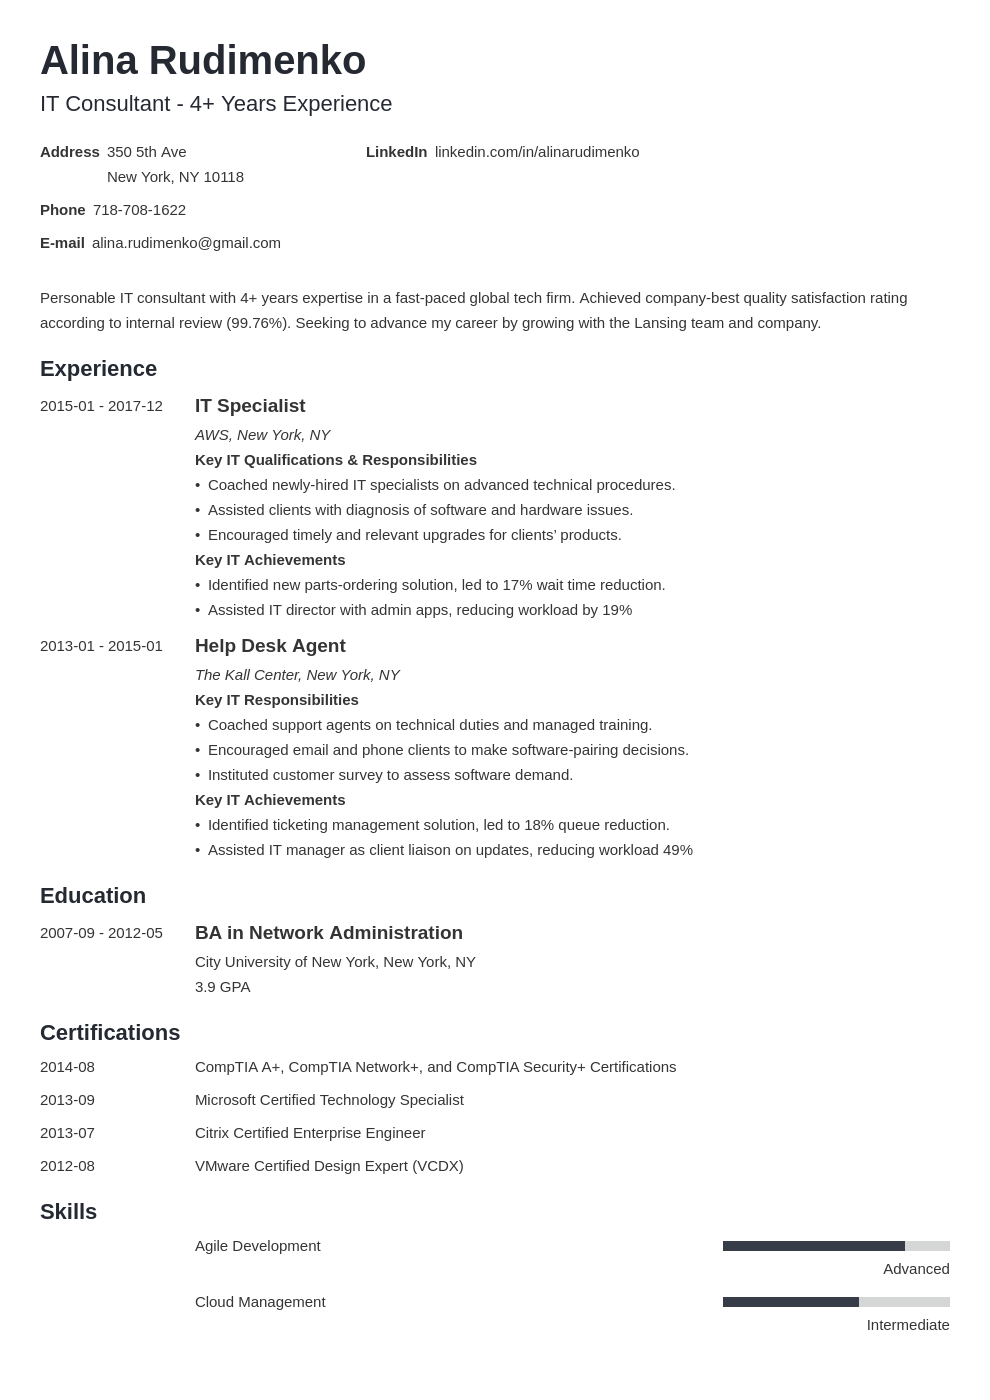 Alina Rudimenko
IT Consultant - 4+ Years Experience
Address 350 5th Ave
New York, NY 10118
LinkedIn linkedin.com/in/alinarudimenko
Phone 718-708-1622
E-mail alina.rudimenko@gmail.com
Personable IT consultant with 4+ years expertise in a fast-paced global tech firm. Achieved company-best quality satisfaction rating
according to internal review (99.76%). Seeking to advance my career by growing with the Lansing team and company.
Experience
2015-01 - 2017-12 IT Specialist
AWS, New York, NY
Key IT Qualifications & Responsibilities
• Coached newly-hired IT specialists on advanced technical procedures.
• Assisted clients with diagnosis of software and hardware issues.
• Encouraged timely and relevant upgrades for clients’ products.
Key IT Achievements
• Identified new parts-ordering solution, led to 17% wait time reduction.
• Assisted IT director with admin apps, reducing workload by 19%
2013-01 - 2015-01 Help Desk Agent
The Kall Center, New York, NY
Key IT Responsibilities
• Coached support agents on technical duties and managed training.
• Encouraged email and phone clients to make software-pairing decisions.
• Instituted customer survey to assess software demand.
Key IT Achievements
• Identified ticketing management solution, led to 18% queue reduction.
• Assisted IT manager as client liaison on updates, reducing workload 49%
Education
2007-09 - 2012-05 BA in Network Administration
City University of New York, New York, NY
3.9 GPA
Certifications
2014-08 CompTIA A+, CompTIA Network+, and CompTIA Security+ Certifications
2013-09 Microsoft Certified Technology Specialist
2013-07 Citrix Certified Enterprise Engineer
2012-08 VMware Certified Design Expert (VCDX)
Skills
Agile Development
Advanced
Cloud Management
Intermediate